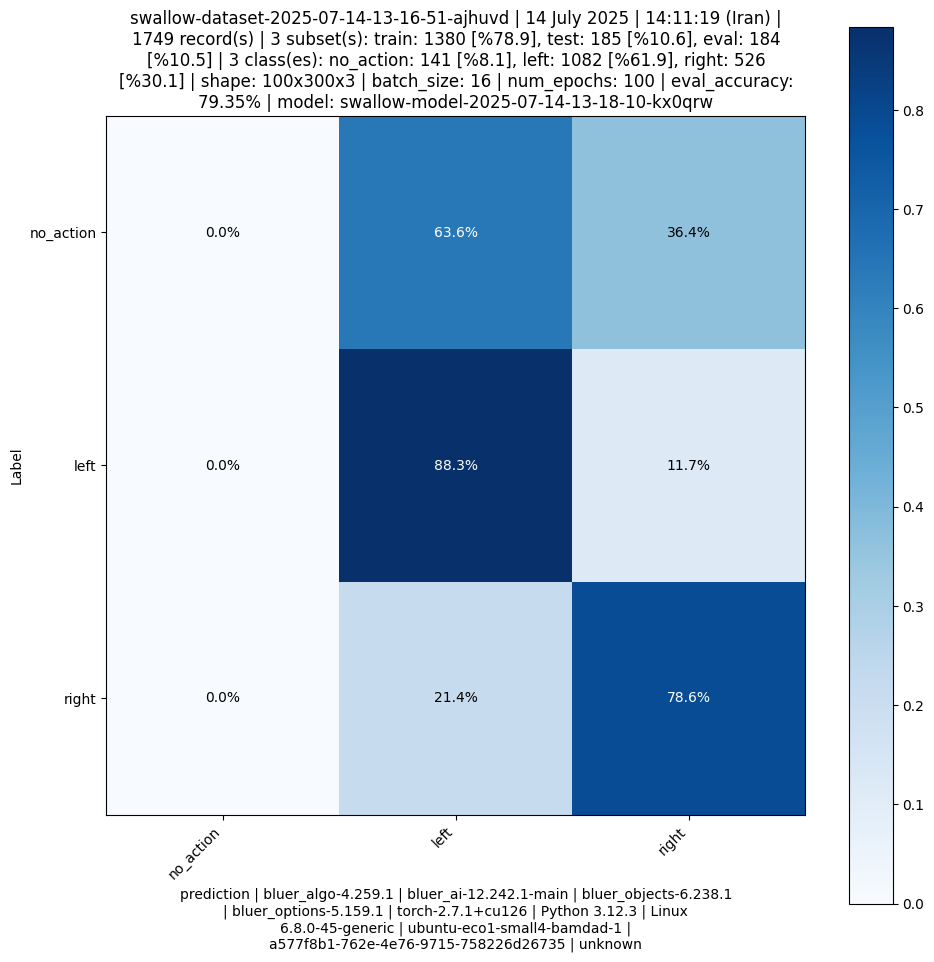 swallow-dataset-2025-07-14-13-16-51-ajhuvd | 14 July 2025 | 14:11:19 (Iran) |
1749 record(s) | 3 subset(s): train: 1380 [%78.9], test: 185 [%10.6], eval: 184
[%10.5] | 3 class(es): no_action: 141 [%8.1], left: 1082 [%61.9], right: 526
[%30.1] | shape: 100x300x3 | batch_size: 16 | num_epochs: 100 | eval_accuracy:
79.35% | model: swallow-model-2025-07-14-13-18-10-kx0qrw
Label
no_action
0.0%
63.6%
36.4%
left
0.0%
88.3%
11.7%
right
0.0%
21.4%
78.6%
no_action
left
right
prediction | bluer_algo-4.259.1 | bluer_ai-12.242.1-main | bluer_objects-6.238.1
| bluer_options-5.159.1 | torch-2.7.1+cu126 | Python 3.12.3 | Linux
6.8.0-45-generic | ubuntu-eco1-small4-bamdad-1 |
a577f8b1-762e-4e76-9715-758226d26735 | unknown
0.8
0.7
0.6
0.5
0.4
0.3
0.2
0.1
0.0